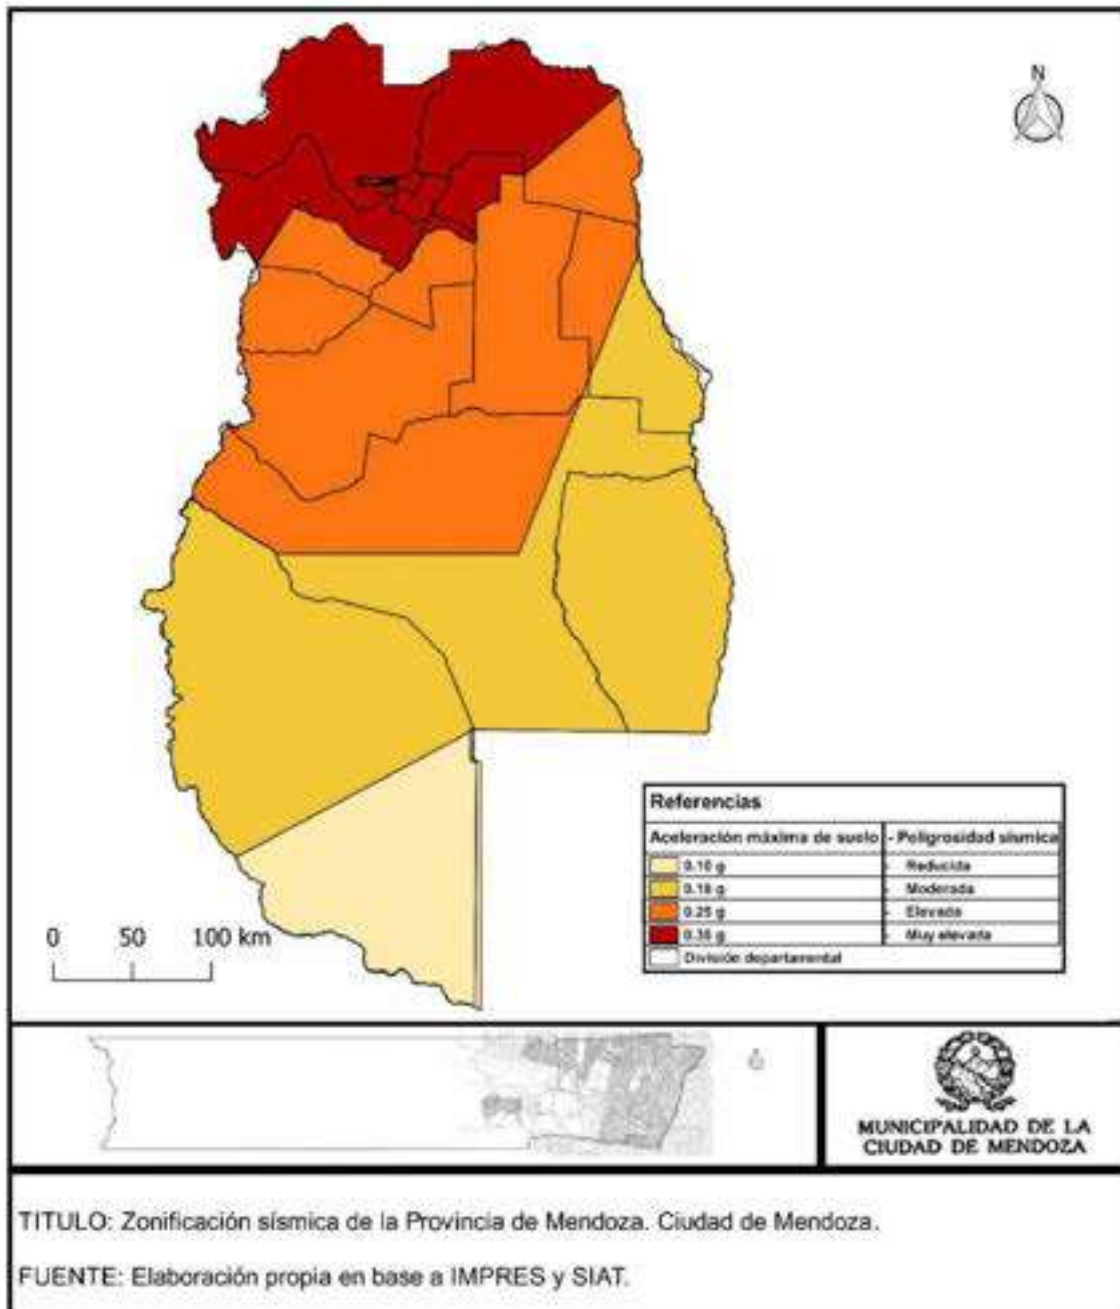 N
Referencias
Aceleración máxima de suelo - Peligrosidad sísmica
0.10 g - Reducida
0.18 g - Moderada
0.25 g - Elevada
0.35 g - Muy elevada
División departamental
0 50 100 km
MUNICIPALIDAD DE LA
CIUDAD DE MENDOZA
TITULO: Zonificación sísmica de la Provincia de Mendoza. Ciudad de Mendoza.
FUENTE: Elaboración propia en base a IMPRES y SIAT.